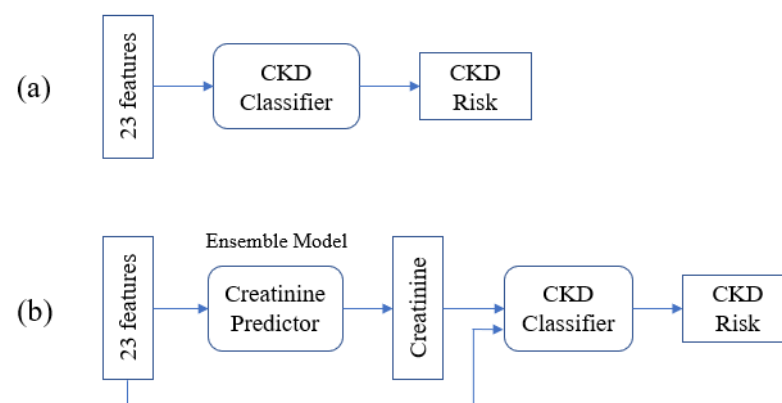 (a)
23 features
CKD
Classifier
CKD
Risk
(b)
23 features
Ensemble Model
Creatinine
Predictor
Creatinine
CKD
Classifier
CKD
Risk